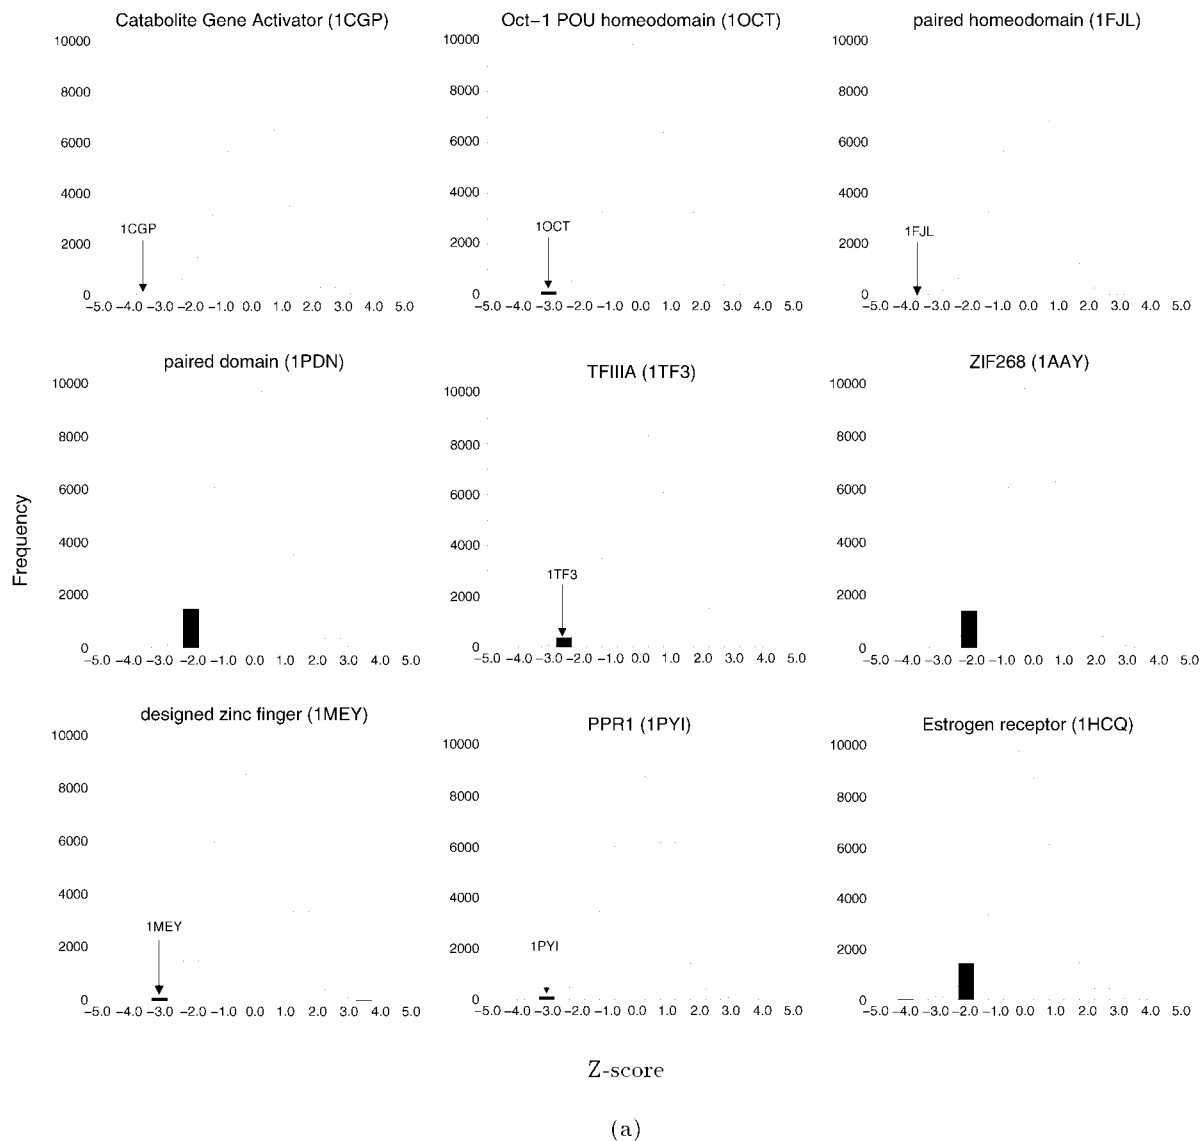 Catabolite Gene Activator (1CGP)
10000
8000
6000
4000
2000
0
1CGP
−5.0 −4.0 −3.0 −2.0 −1.0 0.0 1.0 2.0 3.0 4.0 5.0
Oct−1 POU homeodomain (1OCT)
10000
8000
6000
4000
2000
0
1OCT
−5.0 −4.0 −3.0 −2.0 −1.0 0.0 1.0 2.0 3.0 4.0 5.0
paired homeodomain (1FJL)
10000
8000
6000
4000
2000
0
1FJL
−5.0 −4.0 −3.0 −2.0 −1.0 0.0 1.0 2.0 3.0 4.0 5.0
Frequency
paired domain (1PDN)
10000
8000
6000
4000
2000
0
−5.0 −4.0 −3.0 −2.0 −1.0 0.0 1.0 2.0 3.0 4.0 5.0
TFIIIA (1TF3)
10000
8000
6000
4000
2000
0
1TF3
−5.0 −4.0 −3.0 −2.0 −1.0 0.0 1.0 2.0 3.0 4.0 5.0
ZIF268 (1AAY)
10000
8000
6000
4000
2000
0
−5.0 −4.0 −3.0 −2.0 −1.0 0.0 1.0 2.0 3.0 4.0 5.0
designed zinc finger (1MEY)
10000
8000
6000
4000
2000
0
1MEY
−5.0 −4.0 −3.0 −2.0 −1.0 0.0 1.0 2.0 3.0 4.0 5.0
PPR1 (1PYI)
10000
8000
6000
4000
2000
0
1PYI
−5.0 −4.0 −3.0 −2.0 −1.0 0.0 1.0 2.0 3.0 4.0 5.0
Estrogen receptor (1HCQ)
10000
8000
6000
4000
2000
0
−5.0 −4.0 −3.0 −2.0 −1.0 0.0 1.0 2.0 3.0 4.0 5.0
Z-score
(a)